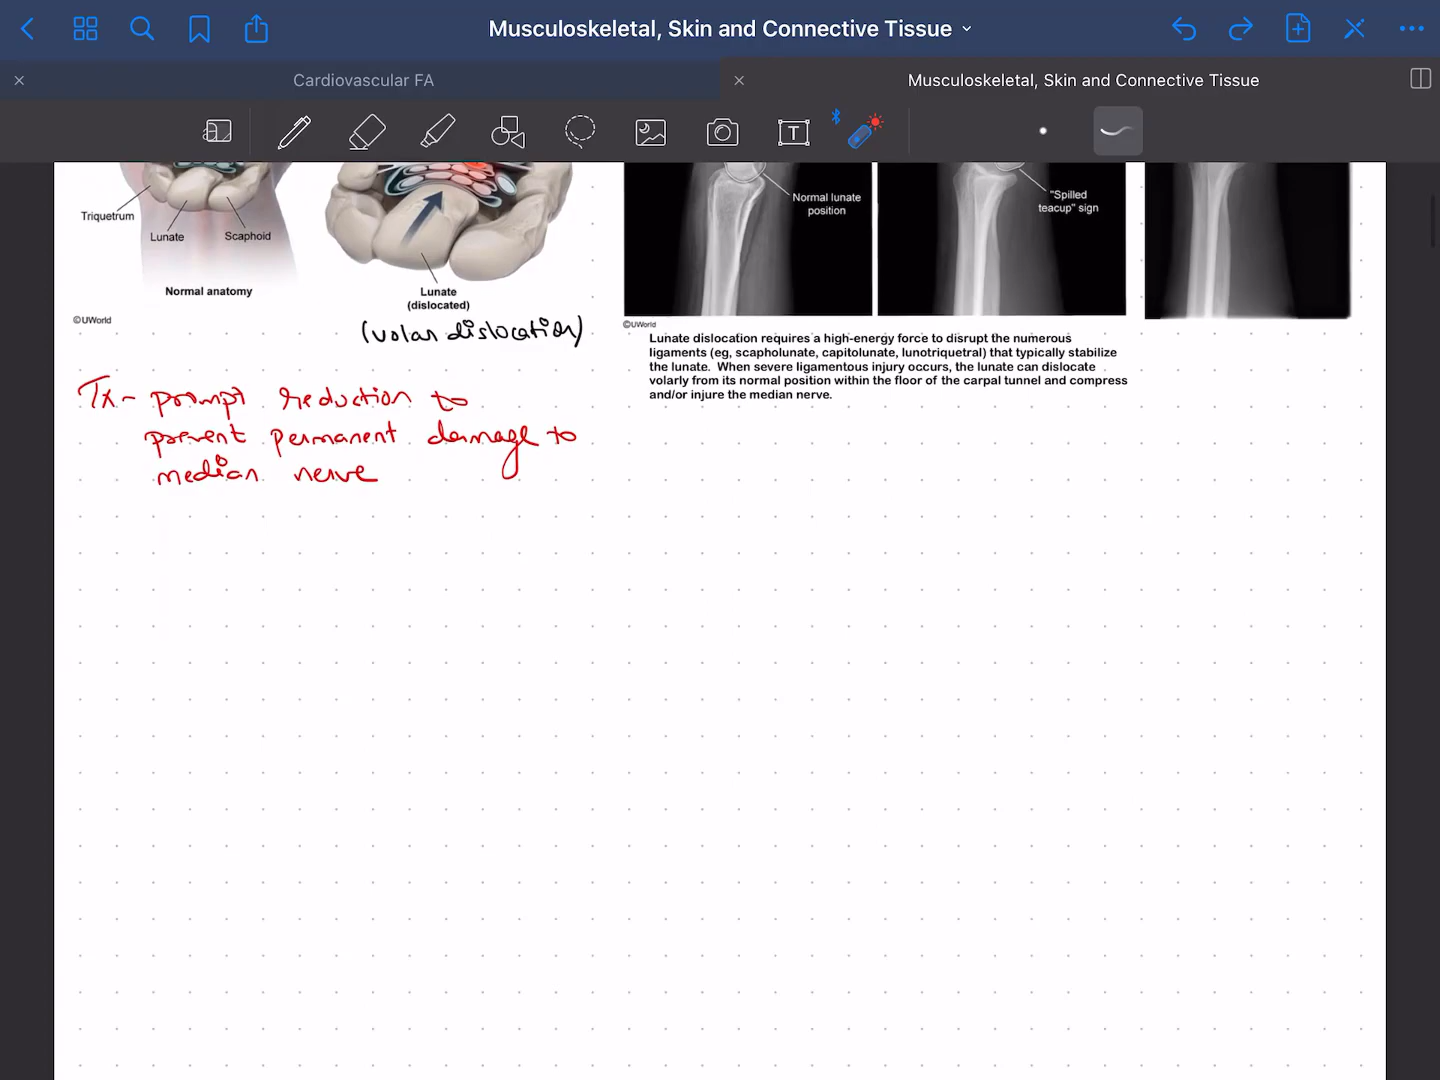 Musculoskeletal, Skin and Connective Tissue
Cardiovascular FA
Musculoskeletal, Skin and Connective Tissue
T
Triquetrum
Lunate
Scaphoid
Normal anatomy
©UWorld
Lunate
(dislocated)
(volar dislocation)
Normal lunate
position
"Spilled
teacup" sign
©UWorld
Lunate dislocation requires a high-energy force to disrupt the numerous
ligaments (eg, scapholunate, capitolunate, lunotriquetral) that typically stabilize
the lunate. When severe ligamentous injury occurs, the lunate can dislocate
volarly from its normal position within the floor of the carpal tunnel and compress
and/or injure the median nerve.
Tx - prompt reduction to
prevent permanent damage to
median nerve